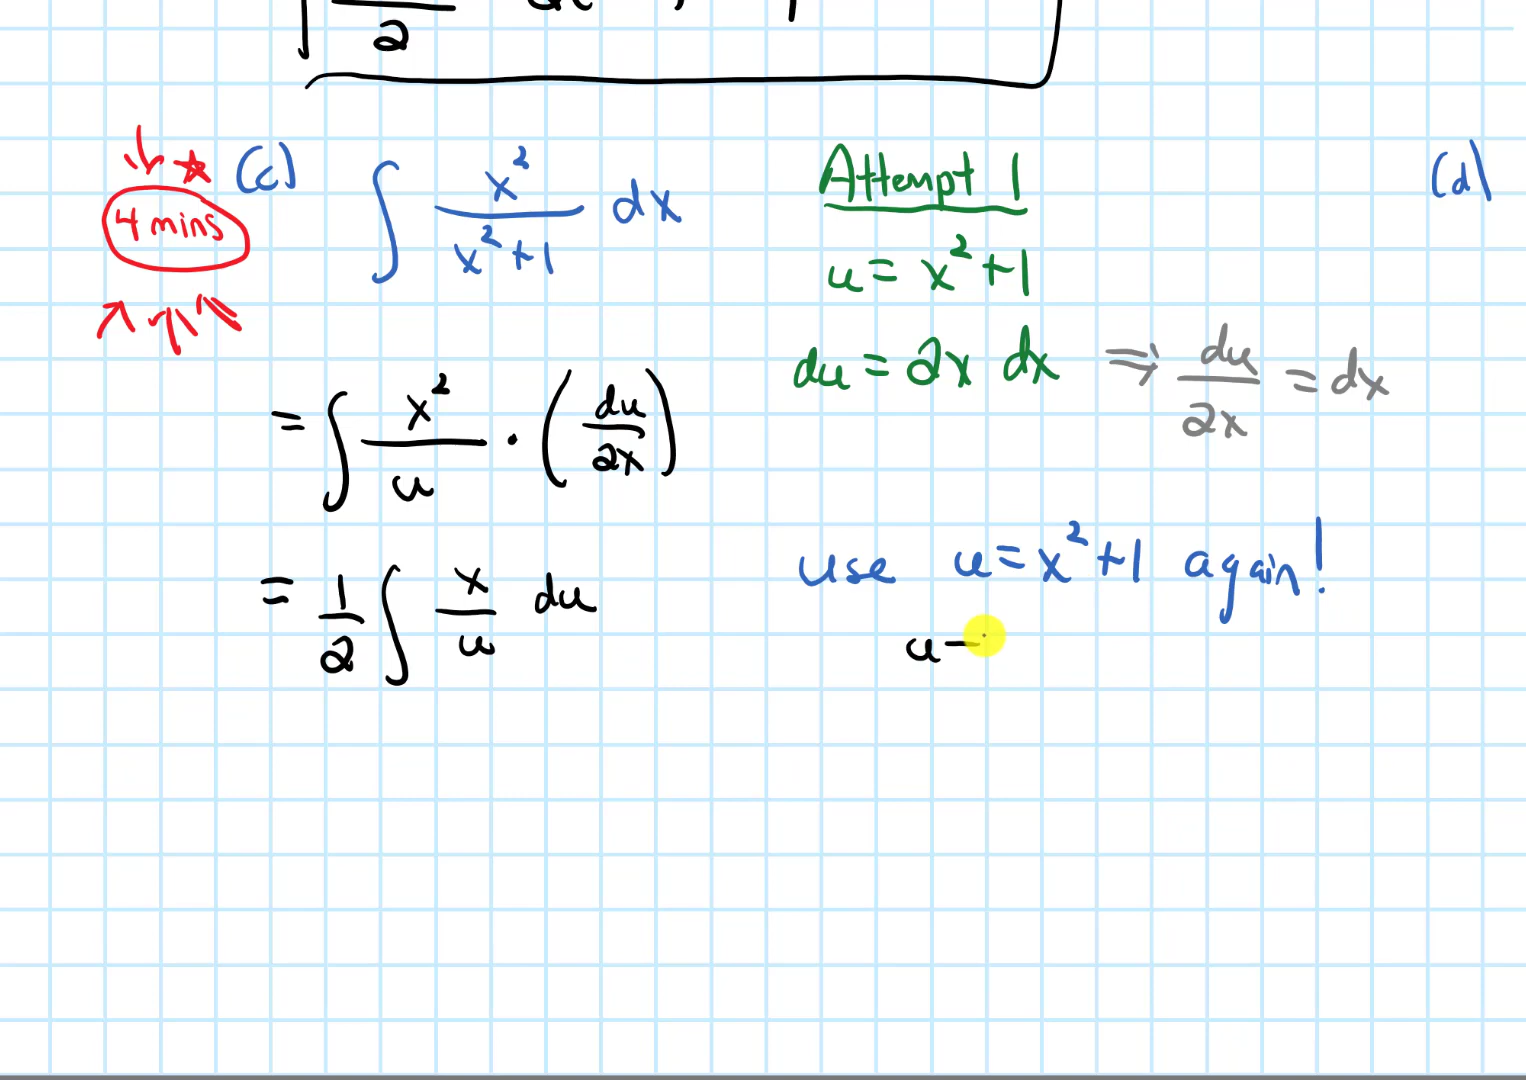 2
(c) ∫ x²/(x²+1) dx
4 mins
Attempt 1
u = x²+1
du = 2x dx ⇒ du/2x = dx
(d)
= ∫ x²/u · (du/2x)
= 1/2 ∫ x/u du
use u = x²+1 again!
u −